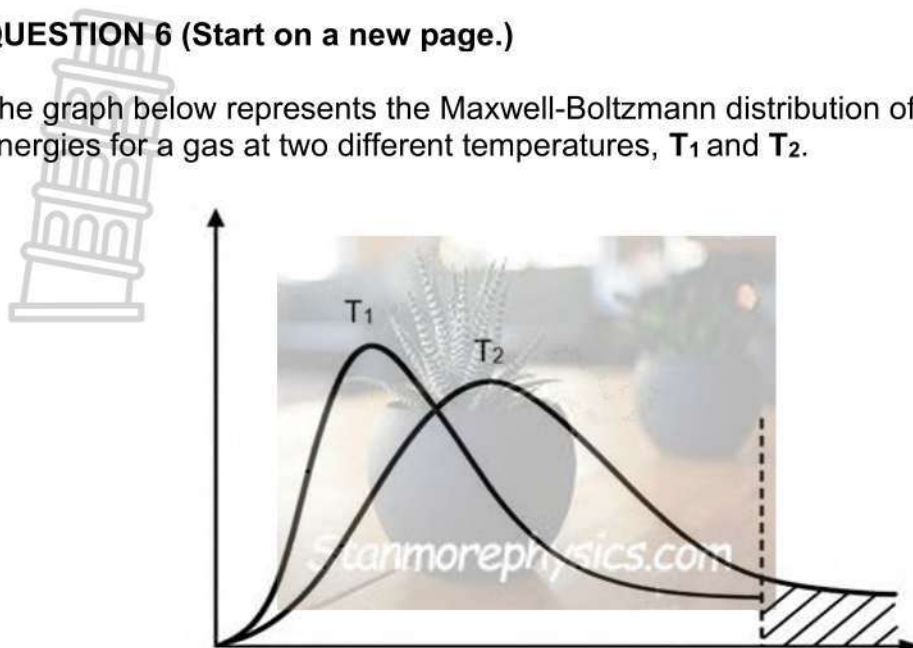 QUESTION 6 (Start on a new page.)
he graph below represents the Maxwell-Boltzmann distribution of
nergies for a gas at two different temperatures, T₁ and T₂.
T₁
T₂
Stanmorephysics.com